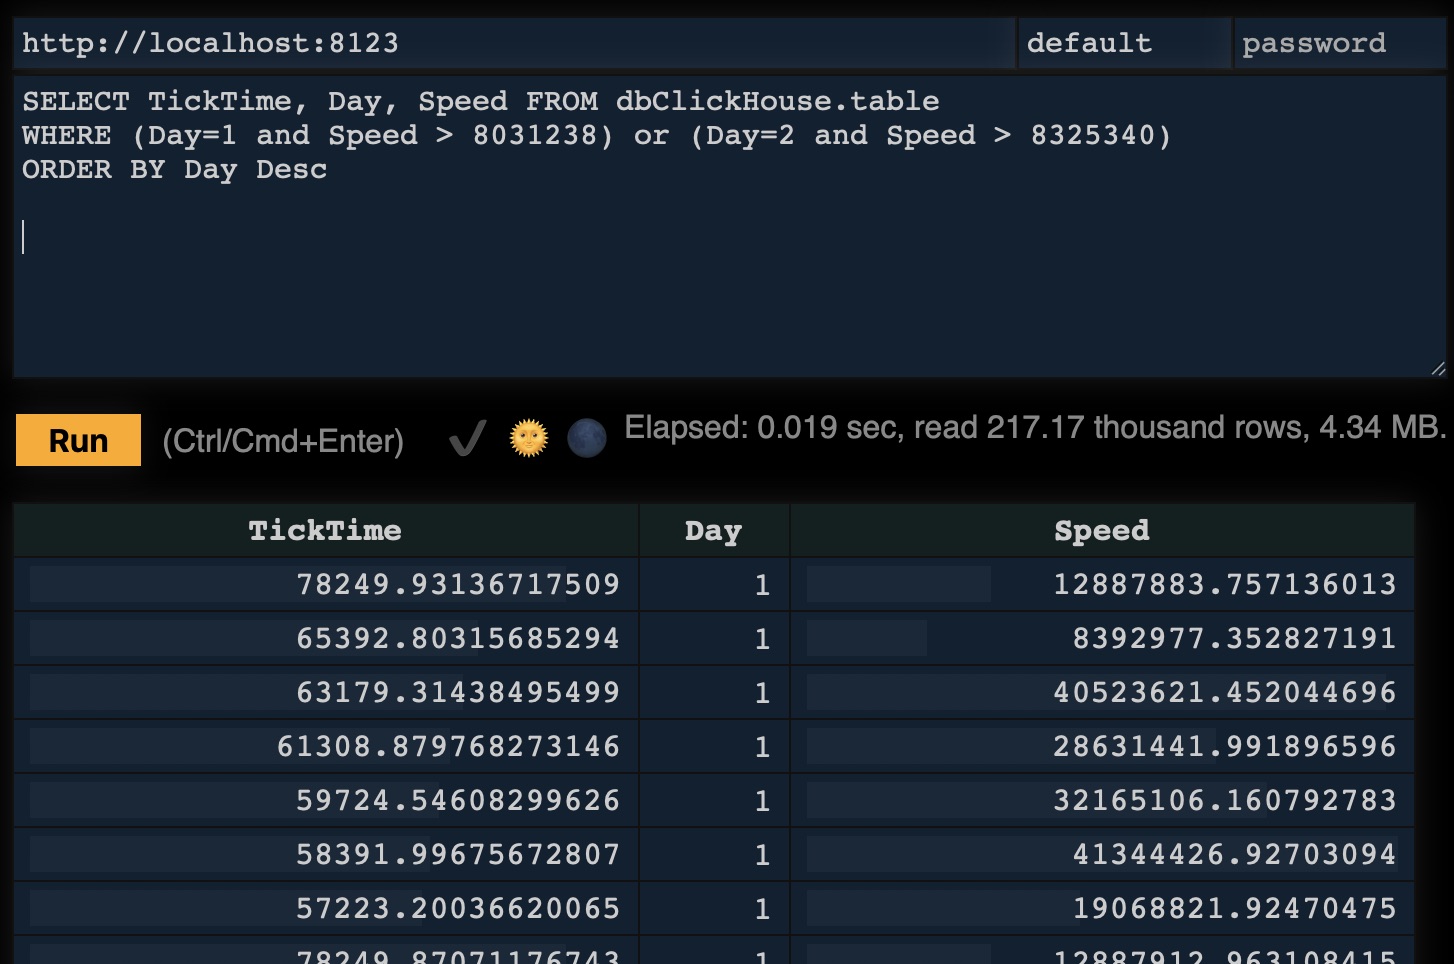 http://localhost:8123 default password
SELECT TickTime, Day, Speed FROM dbClickHouse.table
WHERE (Day=1 and Speed > 8031238) or (Day=2 and Speed > 8325340)
ORDER BY Day Desc
Run (Ctrl/Cmd+Enter) Elapsed: 0.019 sec, read 217.17 thousand rows, 4.34 MB.
TickTime Day Speed
78249.93136717509 1 12887883.757136013
65392.80315685294 1 8392977.352827191
63179.31438495499 1 40523621.452044696
61308.879768273146 1 28631441.991896596
59724.54608299626 1 32165106.160792783
58391.99675672807 1 41344426.92703094
57223.20036620065 1 19068821.92470475
78249.87071176743 1 12887912.963108415